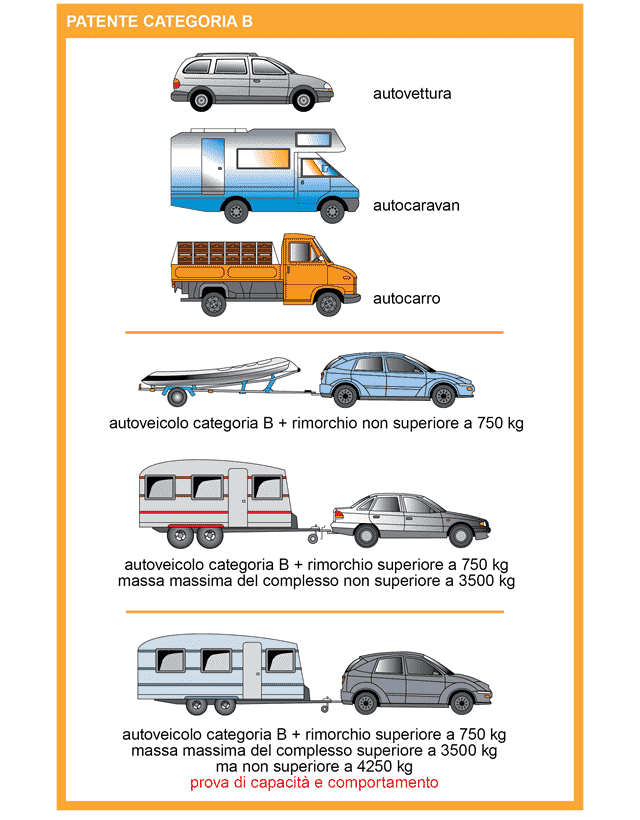 PATENTE CATEGORIA B
autovettura
autocaravan
autocarro
autoveicolo categoria B + rimorchio non superiore a 750 kg
autoveicolo categoria B + rimorchio superiore a 750 kg
massa massima del complesso non superiore a 3500 kg
autoveicolo categoria B + rimorchio superiore a 750 kg
massa massima del complesso superiore a 3500 kg
ma non superiore a 4250 kg
prova di capacità e comportamento